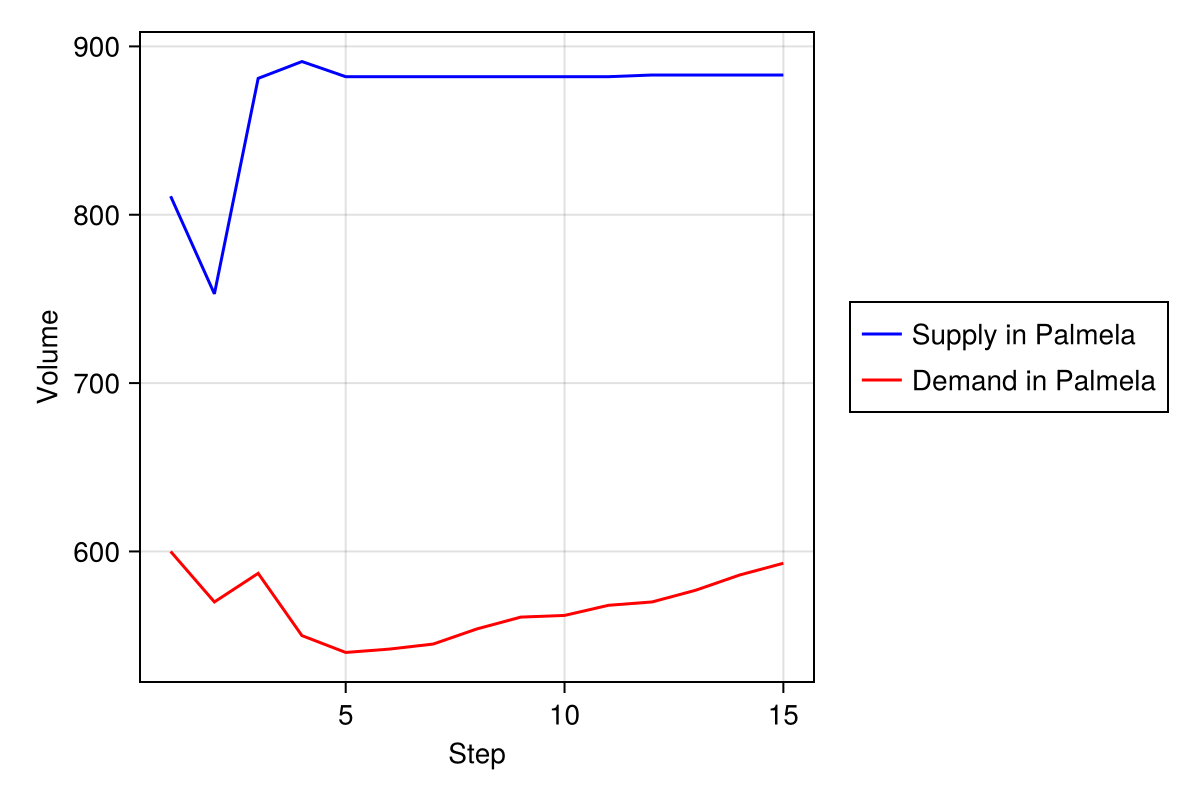 900
800
700
600
Volume
5 10 15
Step
Supply in Palmela
Demand in Palmela